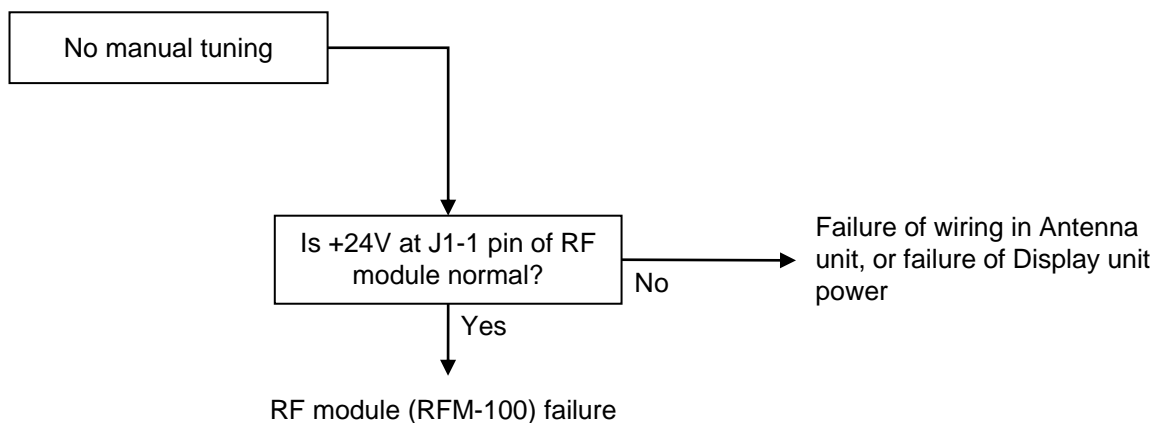 No manual tuning
Is +24V at J1-1 pin of RF
module normal?
No
Failure of wiring in Antenna
unit, or failure of Display unit
power
Yes
RF module (RFM-100) failure